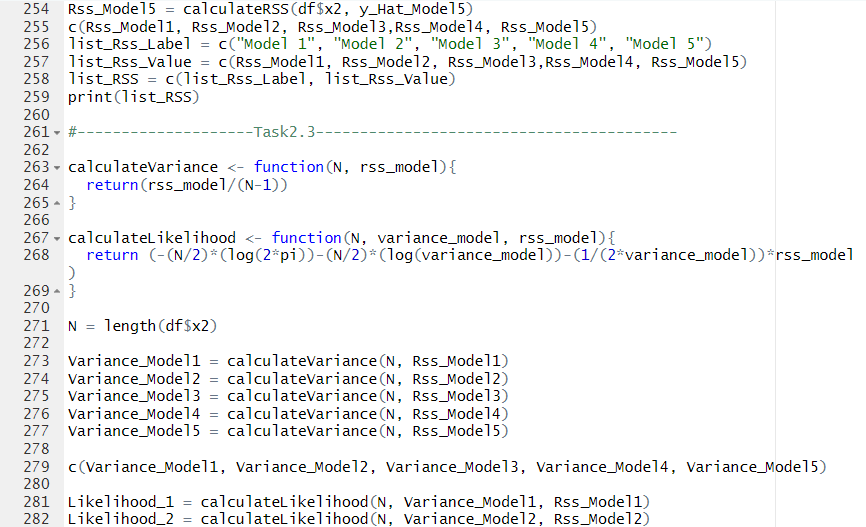 254 Rss_Model5 = calculateRSS(df$x2, y_Hat_Model5)
255 c(Rss_Model1, Rss_Model2, Rss_Model3,Rss_Model4, Rss_Model5)
256 list_Rss_Label = c("Model 1", "Model 2", "Model 3", "Model 4", "Model 5")
257 list_Rss_Value = c(Rss_Model1, Rss_Model2, Rss_Model3,Rss_Model4, Rss_Model5)
258 list_RSS = c(list_Rss_Label, list_Rss_Value)
259 print(list_RSS)
260
261 #--------------------Task2.3-----------------------------------------
262
263 calculateVariance <- function(N, rss_model){
264   return(rss_model/(N-1))
265 }
266
267 calculateLikelihood <- function(N, variance_model, rss_model){
268   return (-(N/2)*(log(2*pi))-(N/2)*(log(variance_model))-(1/(2*variance_model))*rss_model
)
269 }
270
271 N = length(df$x2)
272
273 Variance_Model1 = calculateVariance(N, Rss_Model1)
274 Variance_Model2 = calculateVariance(N, Rss_Model2)
275 Variance_Model3 = calculateVariance(N, Rss_Model3)
276 Variance_Model4 = calculateVariance(N, Rss_Model4)
277 Variance_Model5 = calculateVariance(N, Rss_Model5)
278
279 c(Variance_Model1, Variance_Model2, Variance_Model3, Variance_Model4, Variance_Model5)
280
281 Likelihood_1 = calculateLikelihood(N, Variance_Model1, Rss_Model1)
282 Likelihood_2 = calculateLikelihood(N, Variance_Model2, Rss_Model2)